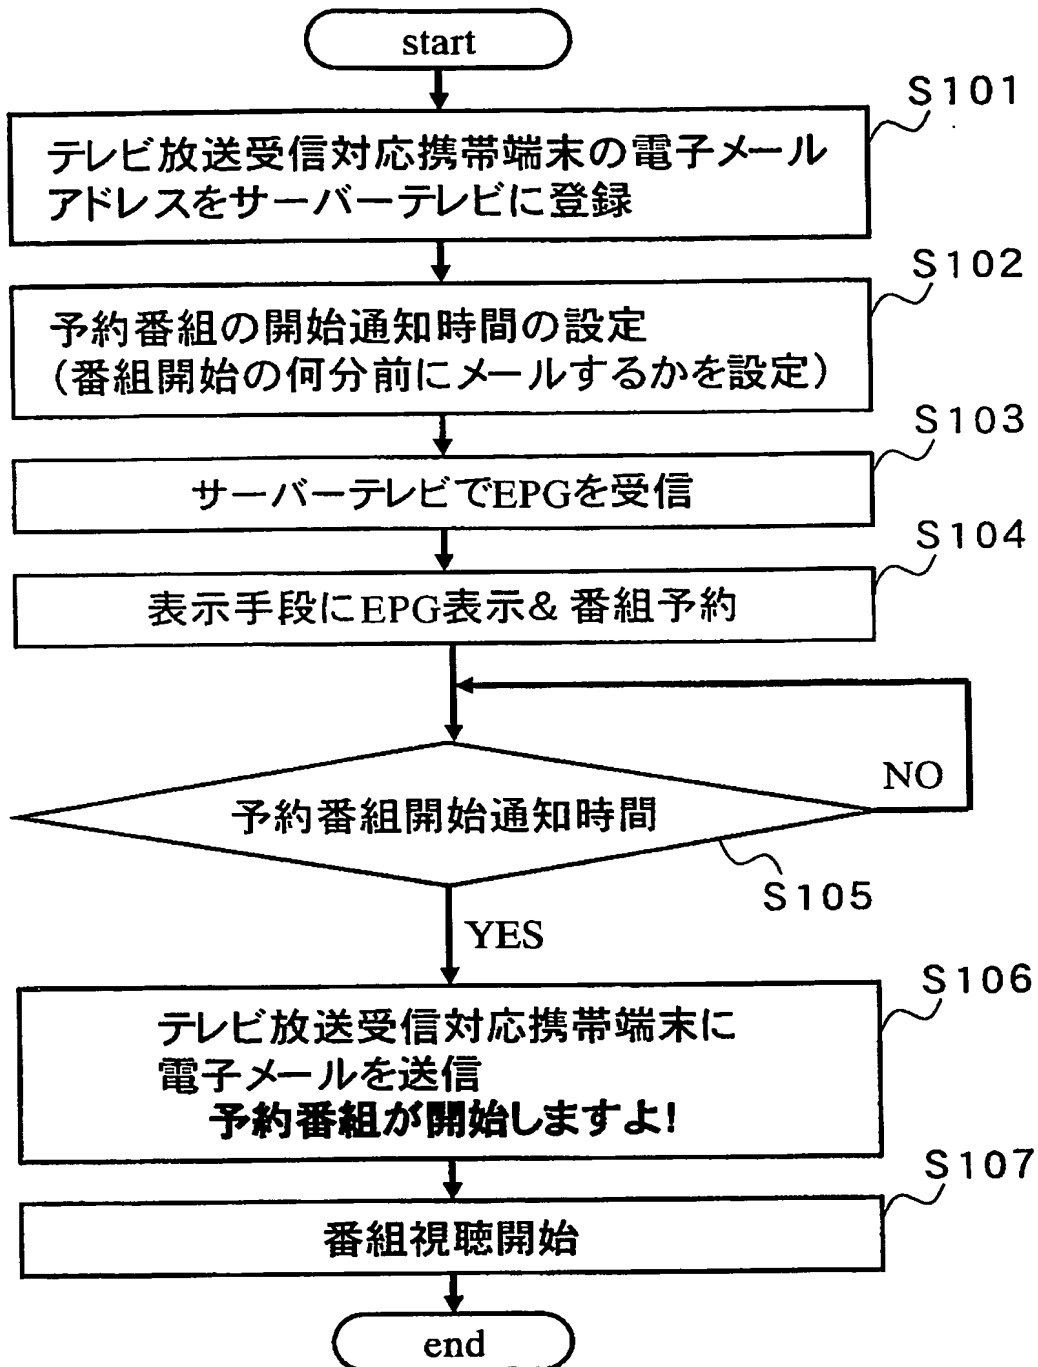 start
S101
テレビ放送受信対応携帯端末の電子メール
アドレスをサーバーテレビに登録
S102
予約番組の開始通知時間の設定
(番組開始の何分前にメールするかを設定)
S103
サーバーテレビでEPGを受信
S104
表示手段にEPG表示& 番組予約
NO
予約番組開始通知時間
S105
YES
S106
テレビ放送受信対応携帯端末に
電子メールを送信
予約番組が開始しますよ!
S107
番組視聴開始
end